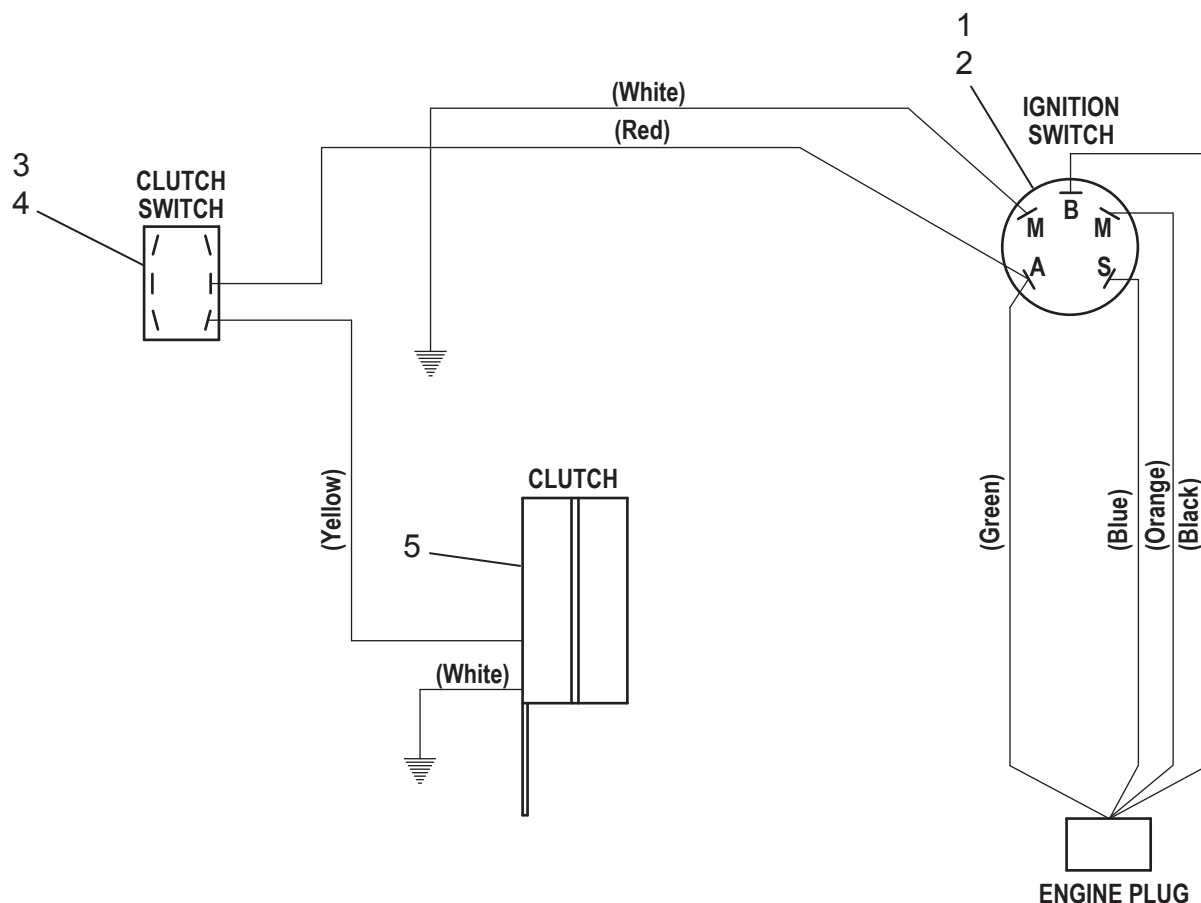 1
2
(White)
IGNITION
SWITCH
(Red)
3
4
CLUTCH
SWITCH
B
M
M
A
S
(Yellow)
CLUTCH
5
(Green)
(Blue)
(Orange)
(Black)
(White)
ENGINE PLUG